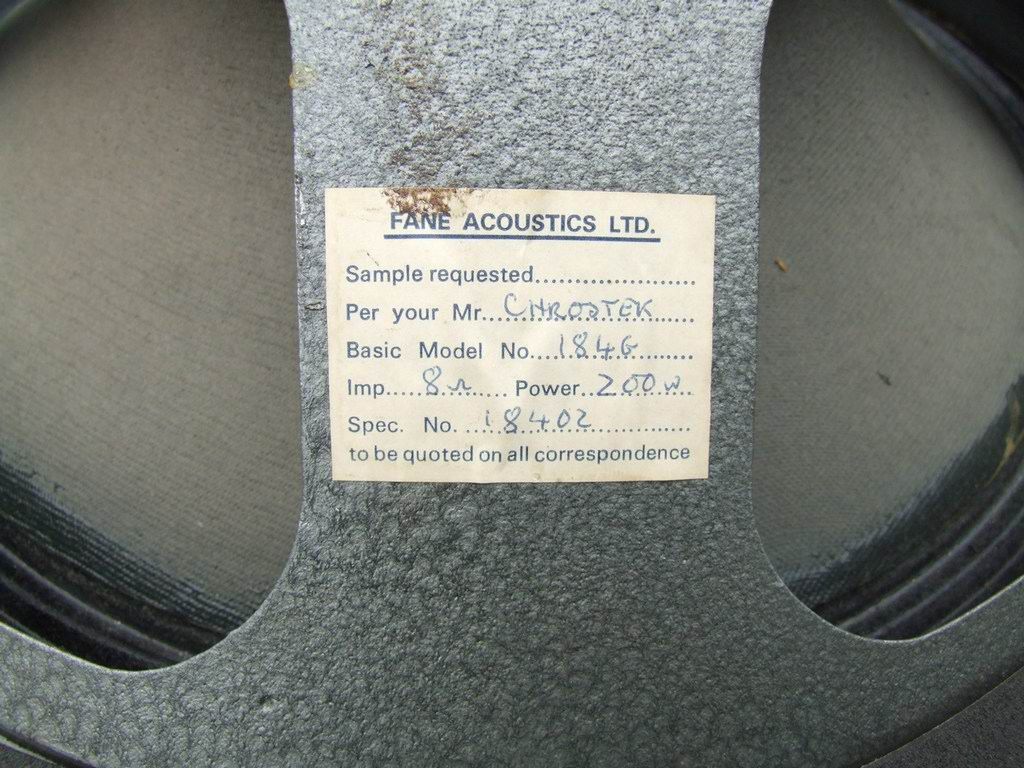 FANE ACOUSTICS LTD.
Sample requested......................
Per your Mr...CHROSTEK......
Basic Model No....184G.........
Imp.....8Ω...... Power..200w..
Spec. No. ...18402...............
to be quoted on all correspondence